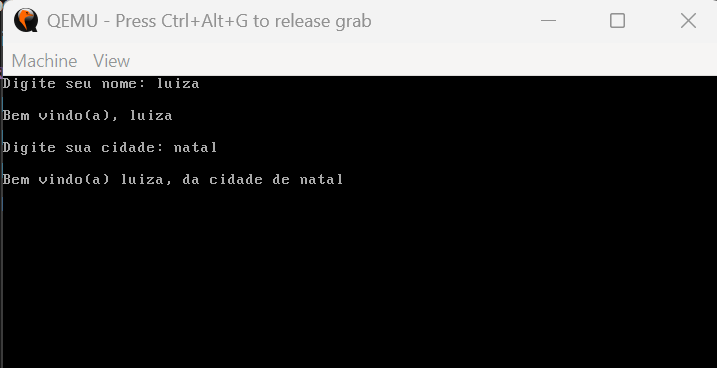 QEMU - Press Ctrl+Alt+G to release grab
Machine View
Digite seu nome: luiza
Bem vindo(a), luiza
Digite sua cidade: natal
Bem vindo(a) luiza, da cidade de natal